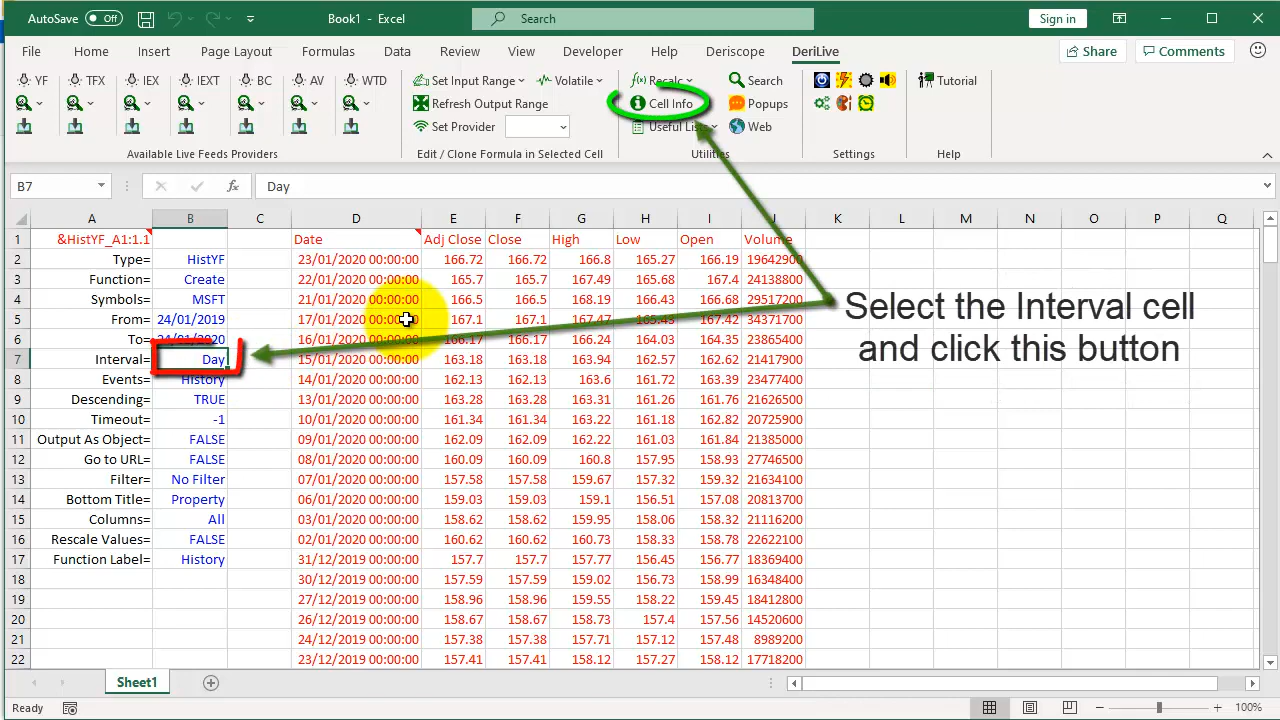 AutoSave Off Book1 - Excel Search Sign in
File Home Insert Page Layout Formulas Data Review View Developer Help Deriscope DeriLive Share Comments
YF TFX IEX IEXT BC AV WTD Set Input Range Volatile Recalc Search Tutorial
Refresh Output Range Cell Info Popups
Set Provider Useful Lists Web
Available Live Feeds Providers Edit / Clone Formula in Selected Cell Utilities Settings Help
B7 fx Day
A B C D E F G H I J K L M N O P Q
1 &HistYF_A1:1.1 Date Adj Close Close High Low Open Volume
2 Type= HistYF 23/01/2020 00:00:00 166.72 166.72 166.8 165.27 166.19 19642900
3 Function= Create 22/01/2020 00:00:00 165.7 165.7 167.49 165.68 167.4 24138800
4 Symbols= MSFT 21/01/2020 00:00:00 166.5 166.5 168.19 166.43 166.68 29517200
5 From= 24/01/2019 17/01/2020 00:00:00 167.1 167.1 167.47 165.43 167.42 34371700
6 To= 24/01/2020 16/01/2020 00:00:00 166.17 166.17 166.24 164.03 164.35 23865400
7 Interval= Day 15/01/2020 00:00:00 163.18 163.18 163.94 162.57 162.62 21417900
8 Events= History 14/01/2020 00:00:00 162.13 162.13 163.6 161.72 163.39 23477400
9 Descending= TRUE 13/01/2020 00:00:00 163.28 163.28 163.31 161.26 161.76 21626500
10 Timeout= -1 10/01/2020 00:00:00 161.34 161.34 163.22 161.18 162.82 20725900
11 Output As Object= FALSE 09/01/2020 00:00:00 162.09 162.09 162.22 161.03 161.84 21385000
12 Go to URL= FALSE 08/01/2020 00:00:00 160.09 160.09 160.8 157.95 158.93 27746500
13 Filter= No Filter 07/01/2020 00:00:00 157.58 157.58 159.67 157.32 159.32 21634100
14 Bottom Title= Property 06/01/2020 00:00:00 159.03 159.03 159.1 156.51 157.08 20813700
15 Columns= All 03/01/2020 00:00:00 158.62 158.62 159.95 158.06 158.32 21116200
16 Rescale Values= FALSE 02/01/2020 00:00:00 160.62 160.62 160.73 158.33 158.78 22622100
17 Function Label= History 31/12/2019 00:00:00 157.7 157.7 157.77 156.45 156.77 18369400
18 30/12/2019 00:00:00 157.59 157.59 159.02 156.73 158.99 16348400
19 27/12/2019 00:00:00 158.96 158.96 159.55 158.22 159.45 18412800
20 26/12/2019 00:00:00 158.67 158.67 158.73 157.4 157.56 14520600
21 24/12/2019 00:00:00 157.38 157.38 157.71 157.12 157.48 8989200
22 23/12/2019 00:00:00 157.41 157.41 158.12 157.27 158.12 17718200
Select the Interval cell
and click this button
Sheet1
Ready 100%